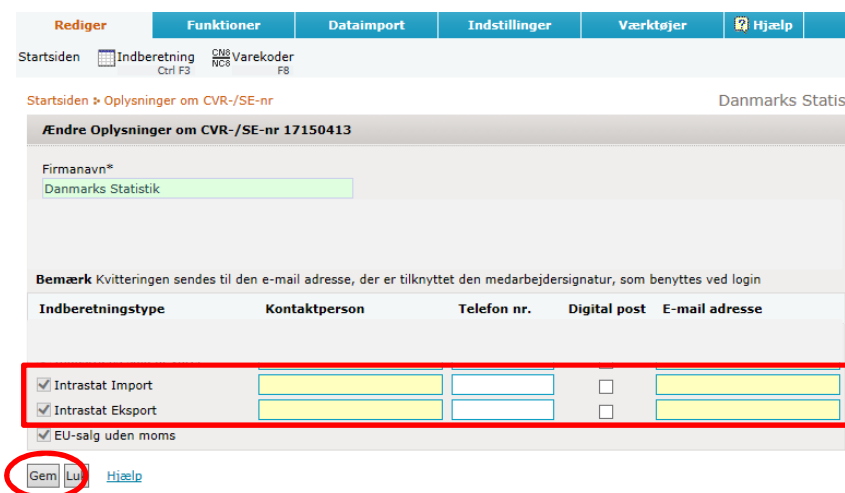 Rediger Funktioner Dataimport Indstillinger Værktøjer Hjælp
Startsiden Indberetning CN8 NC8 Varekoder
Ctrl F3 F8
Startsiden Oplysninger om CVR-/SE-nr Danmarks Statis
Ændre Oplysninger om CVR-/SE-nr 17150413
Firmanavn*
Danmarks Statistik
Bemærk Kvitteringen sendes til den e-mail adresse, der er tilknyttet den medarbejdersignatur, som benyttes ved login
Indberetningstype Kontaktperson Telefon nr. Digital post E-mail adresse
Intrastat Import
Intrastat Eksport
EU-salg uden moms
Gem Luk Hjælp